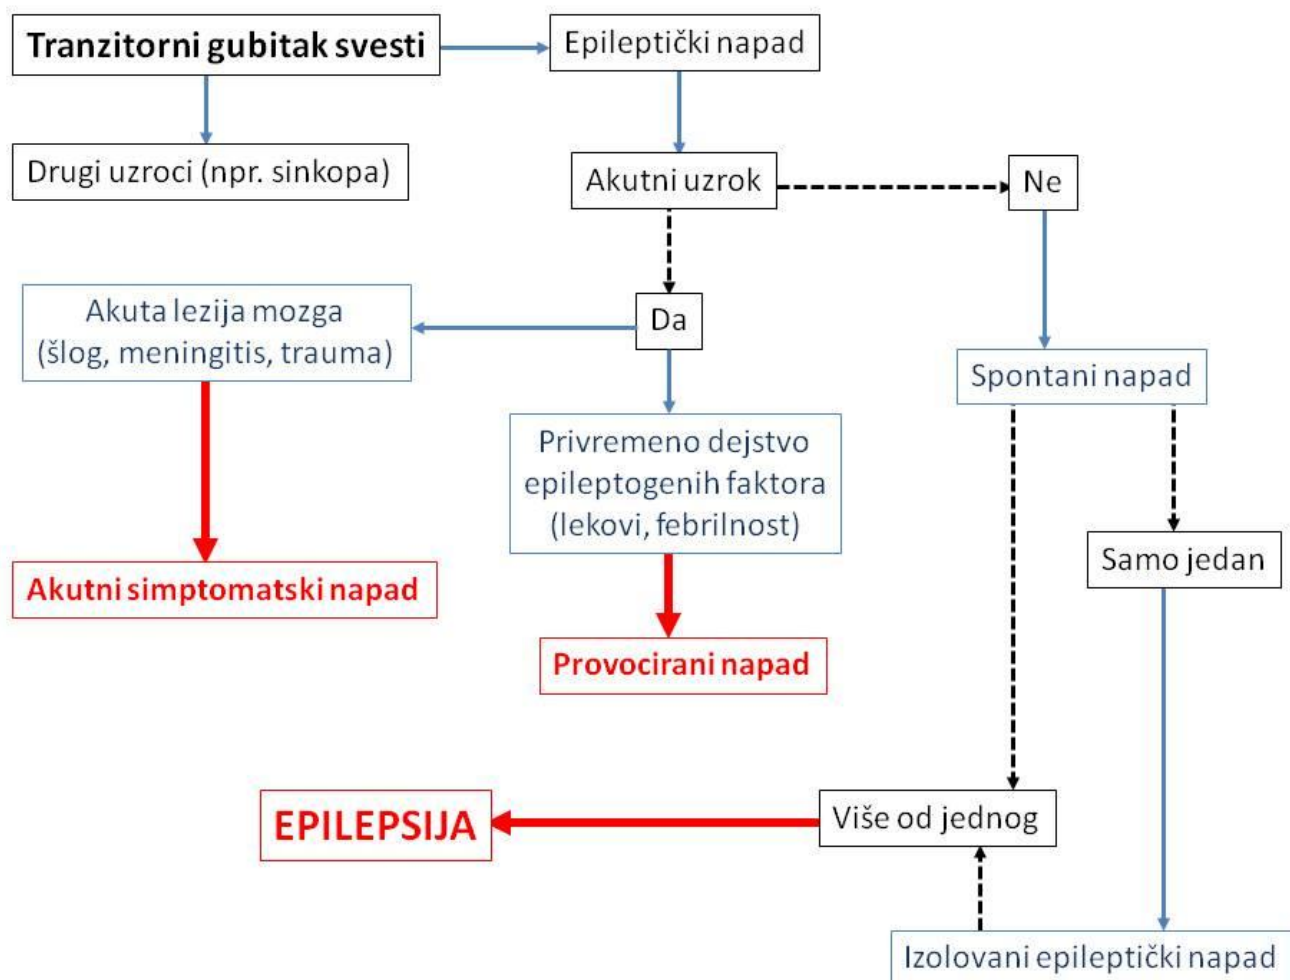 Tranzitorni gubitak svesti
Epileptički napad
Drugi uzroci (npr. sinkopa)
Akutni uzrok
Ne
Da
Akuta lezija mozga
(šlog, meningitis, trauma)
Spontani napad
Privremeno dejstvo
epileptogenih faktora
(lekovi, febrilnost)
Samo jedan
Akutni simptomatski napad
Provocirani napad
EPILEPSIJA
Više od jednog
Izolovani epileptički napad